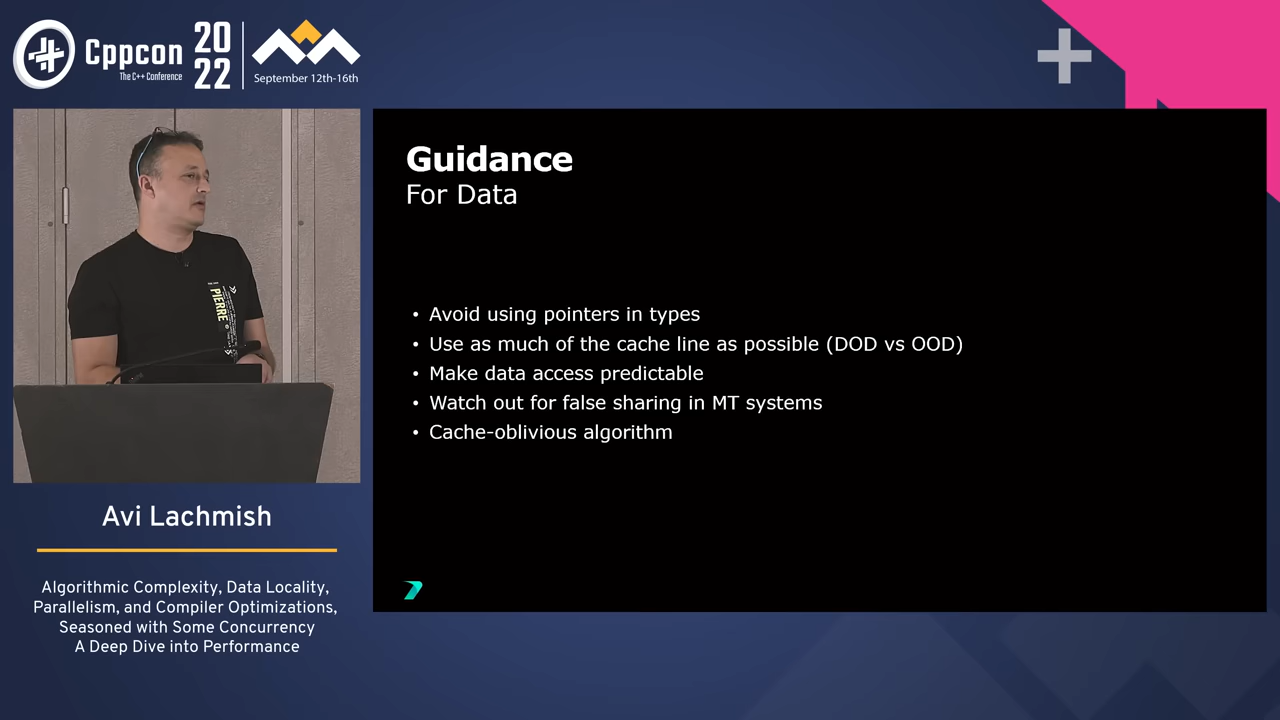 Cppcon
The C++ Conference
20
22
September 12th-16th
PIERRE
Guidance
For Data
• Avoid using pointers in types
• Use as much of the cache line as possible (DOD vs OOD)
• Make data access predictable
• Watch out for false sharing in MT systems
• Cache-oblivious algorithm
Avi Lachmish
Algorithmic Complexity, Data Locality,
Parallelism, and Compiler Optimizations,
Seasoned with Some Concurrency
A Deep Dive into Performance